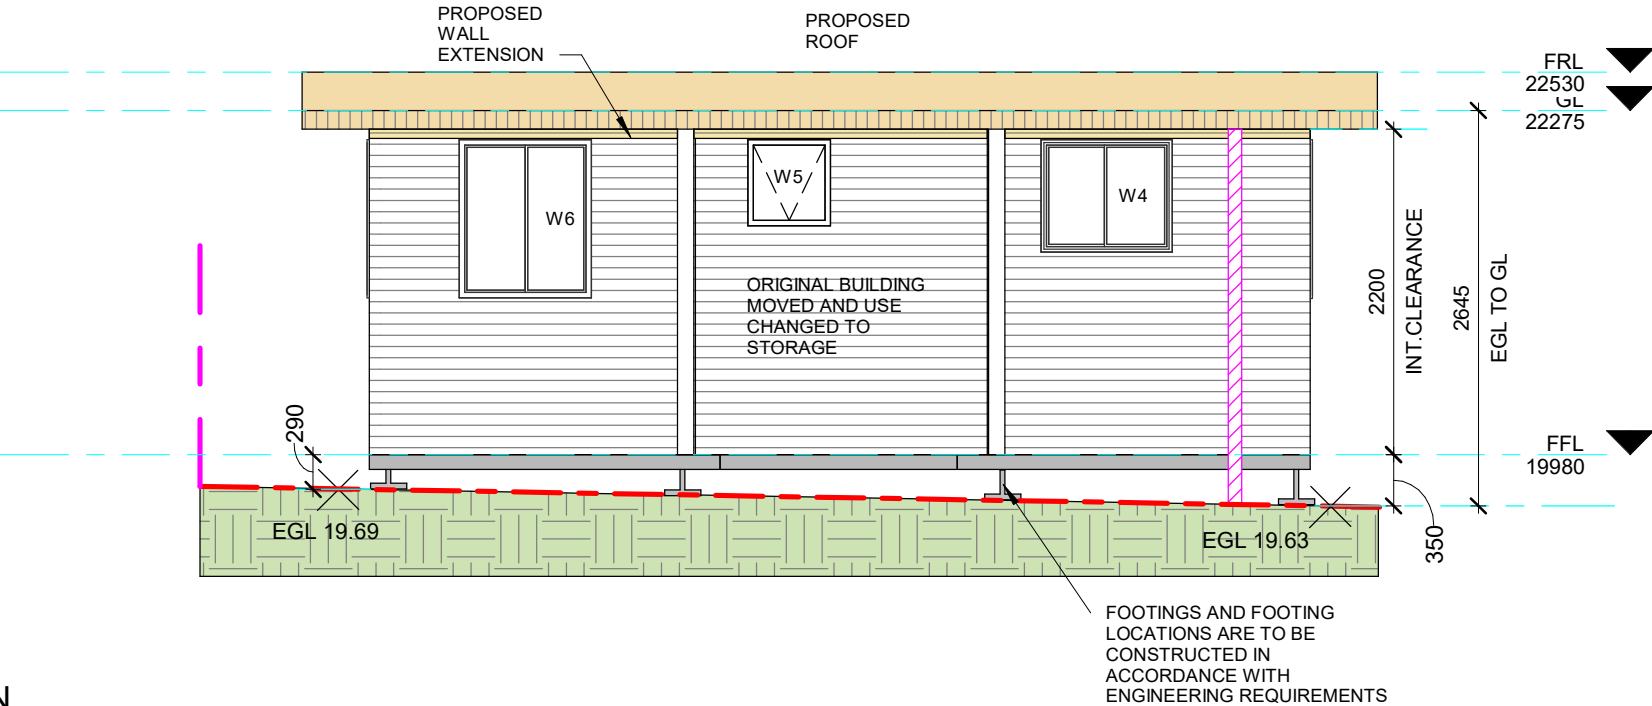 PROPOSED
WALL
EXTENSION
PROPOSED
ROOF
FRL
22530
GL
22275
W6
W5
W4
ORIGINAL BUILDING
MOVED AND USE
CHANGED TO
STORAGE
2200
INT.CLEARANCE
2645
EGL TO GL
290
FFL
19980
EGL 19.69
EGL 19.63
350
FOOTINGS AND FOOTING
LOCATIONS ARE TO BE
CONSTRUCTED IN
ACCORDANCE WITH
ENGINEERING REQUIREMENTS
N